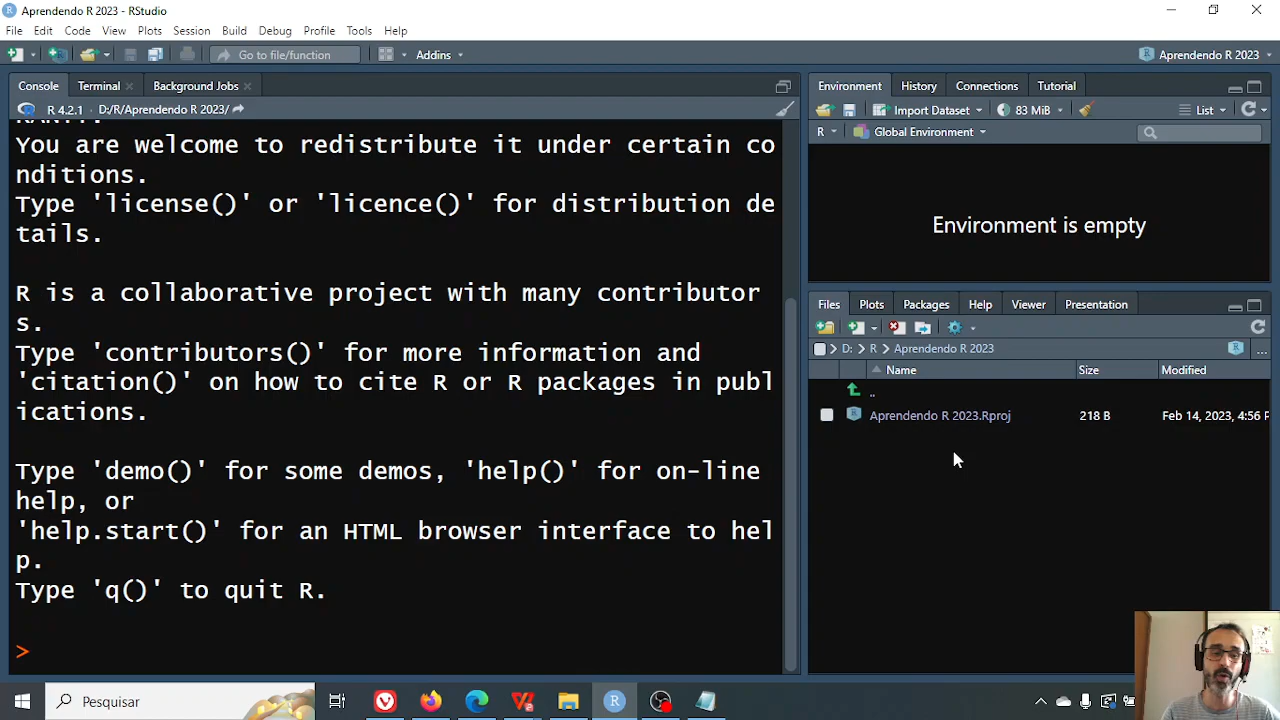 Aprendendo R 2023 - RStudio
File Edit Code View Plots Session Build Debug Profile Tools Help
Go to file/function Addins Aprendendo R 2023
Console Terminal Background Jobs
R 4.2.1 · D:/R/Aprendendo R 2023/
You are welcome to redistribute it under certain co
nditions.
Type 'license()' or 'licence()' for distribution de
tails.
R is a collaborative project with many contributor
s.
Type 'contributors()' for more information and
'citation()' on how to cite R or R packages in publ
ications.
Type 'demo()' for some demos, 'help()' for on-line
help, or
'help.start()' for an HTML browser interface to hel
p.
Type 'q()' to quit R.
>
Environment History Connections Tutorial
Import Dataset 83 MiB List
R Global Environment
Environment is empty
Files Plots Packages Help Viewer Presentation
D: R Aprendendo R 2023 ...
Name Size Modified
..
Aprendendo R 2023.Rproj 218 B Feb 14, 2023, 4:56 P
Pesquisar